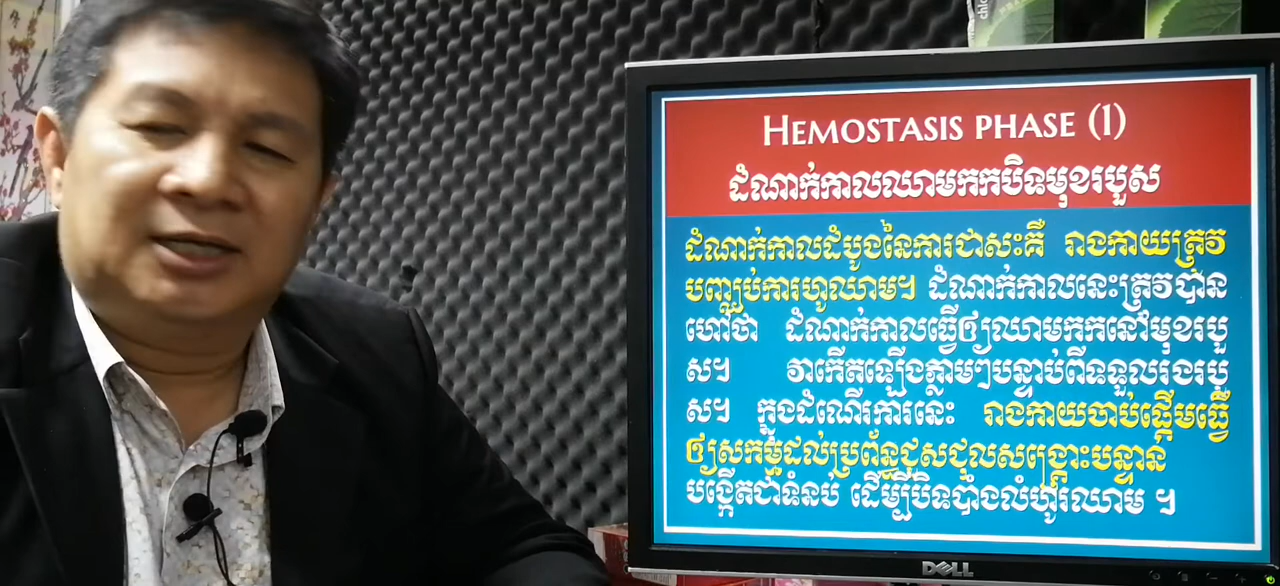 HEMOSTASIS PHASE (1)
ដំណាក់កាលឈាមកកបិទមុខរបួស
ដំណាក់កាលដំបូងនៃការជាសះគឺ រាងកាយត្រូវ
បញ្ឈប់ការហូរឈាម។ ដំណាក់កាលនេះត្រូវបាន
ហៅថា ដំណាក់កាលធ្វើឲ្យឈាមកកនៅមុខរបួ
ស។ វាកើតឡើងភ្លាមៗបន្ទាប់ពីទទួលរងរបួ
ស។ ក្នុងដំណើរការនេះ រាងកាយចាប់ផ្តើមធ្វើ
ឲ្យសកម្មដល់ប្រព័ន្ធជួសជុលសង្គ្រោះបន្ទាន់
បង្កើតជាទំនប់ ដើម្បីបិទបាំងលំហូរឈាម ។
DELL